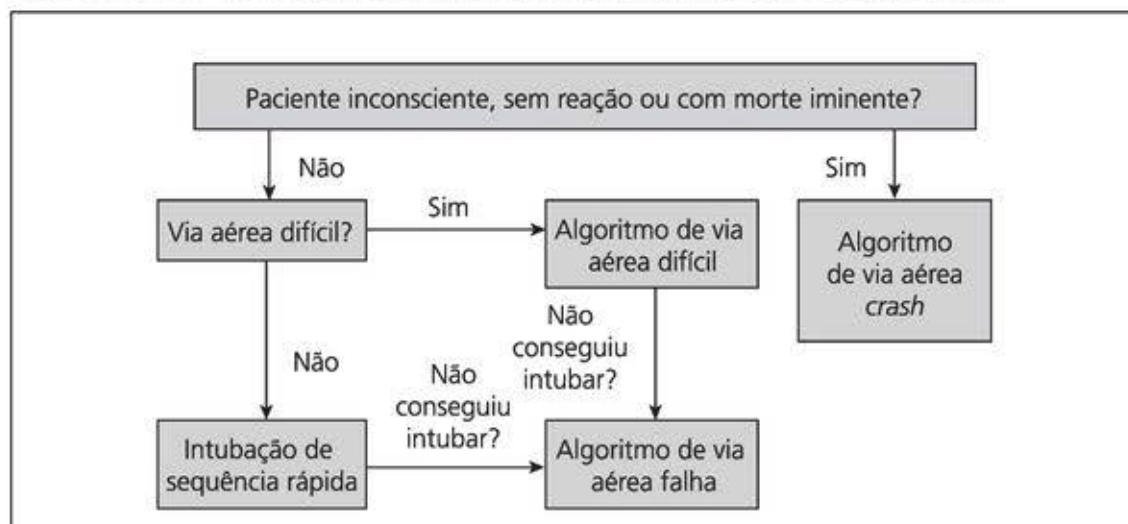 Paciente inconsciente, sem reação ou com morte iminente?
Não
Sim
Via aérea difícil?
Sim
Algoritmo de via
aérea difícil
Algoritmo
de via aérea
crash
Não
Não
conseguiu
intubar?
Não
conseguiu
intubar?
Intubação de
sequência rápida
Algoritmo de via
aérea falha